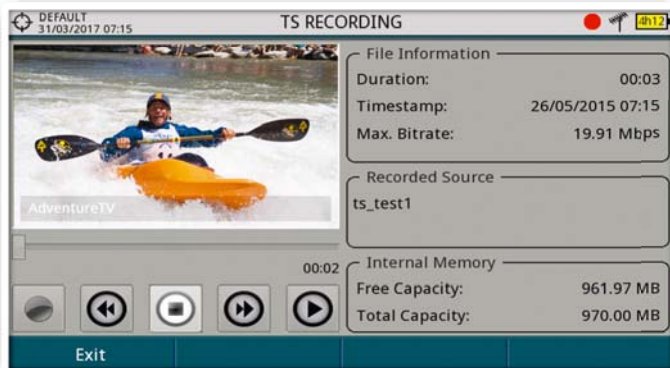 DEFAULT
31/03/2017 07:15
TS RECORDING
4h12
AdventureTV
00:02
File Information
Duration: 00:03
Timestamp: 26/05/2015 07:15
Max. Bitrate: 19.91 Mbps
Recorded Source
ts_test1
Internal Memory
Free Capacity: 961.97 MB
Total Capacity: 970.00 MB
Exit